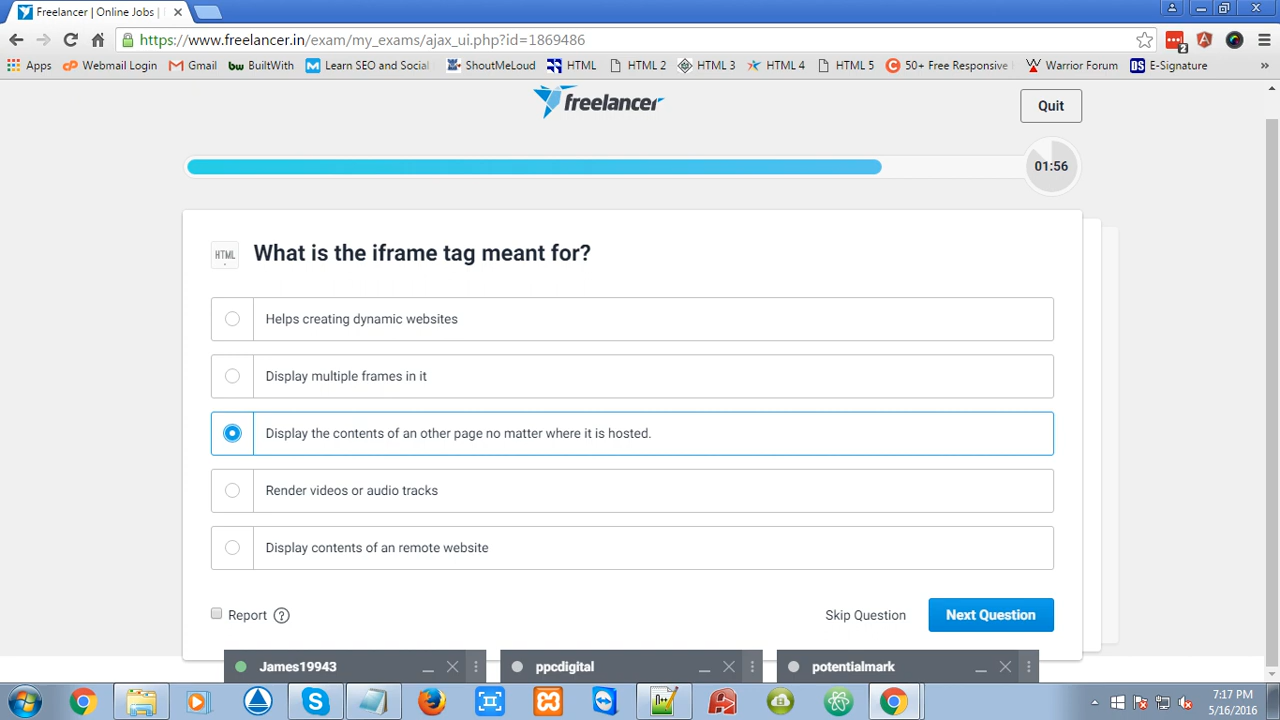 Freelancer | Online Jobs |
https://www.freelancer.in/exam/my_exams/ajax_ui.php?id=1869486
Apps Webmail Login Gmail bw BuiltWith M Learn SEO and Social ShoutMeLoud HTML HTML 2 HTML 3 HTML 4 HTML 5 C 50+ Free Responsive Warrior Forum DS E-Signature »
2
freelancer
Quit
01:56
HTML What is the iframe tag meant for?
Helps creating dynamic websites
Display multiple frames in it
Display the contents of an other page no matter where it is hosted.
Render videos or audio tracks
Display contents of an remote website
Report ? Skip Question Next Question
James19943 ppcdigital potentialmark
7:17 PM
5/16/2016